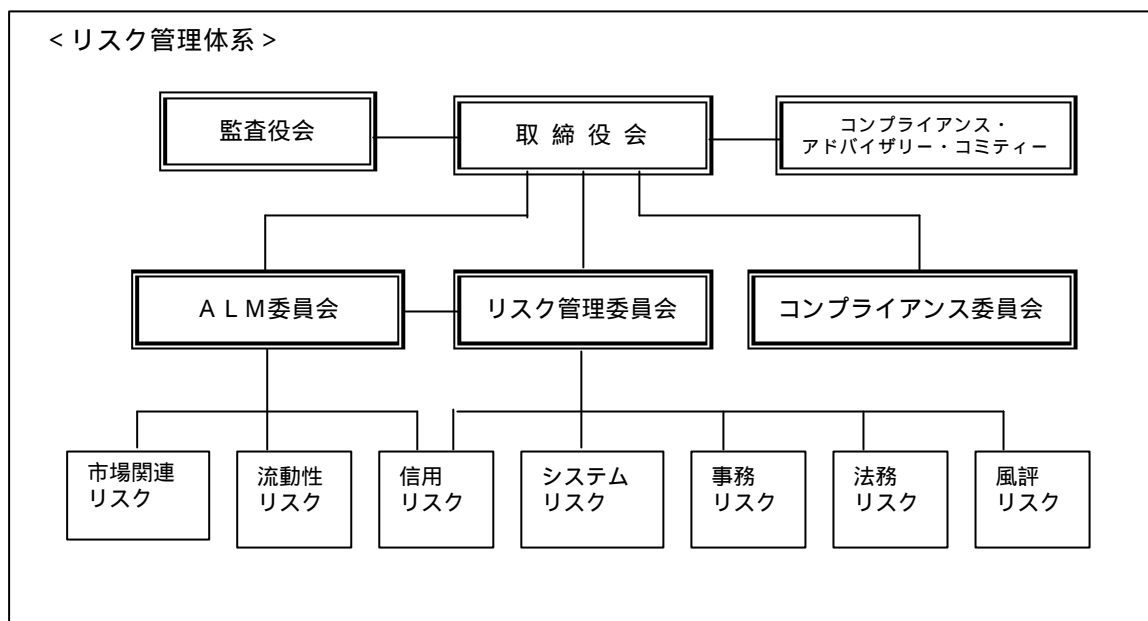 <リスク管理体系>
監査役会
取 締 役 会
コンプライアンス・
アドバイザリー・コミティー
ALM委員会
リスク管理委員会
コンプライアンス委員会
市場関連
リスク
流動性
リスク
信用
リスク
システム
リスク
事務
リスク
法務
リスク
風評
リスク